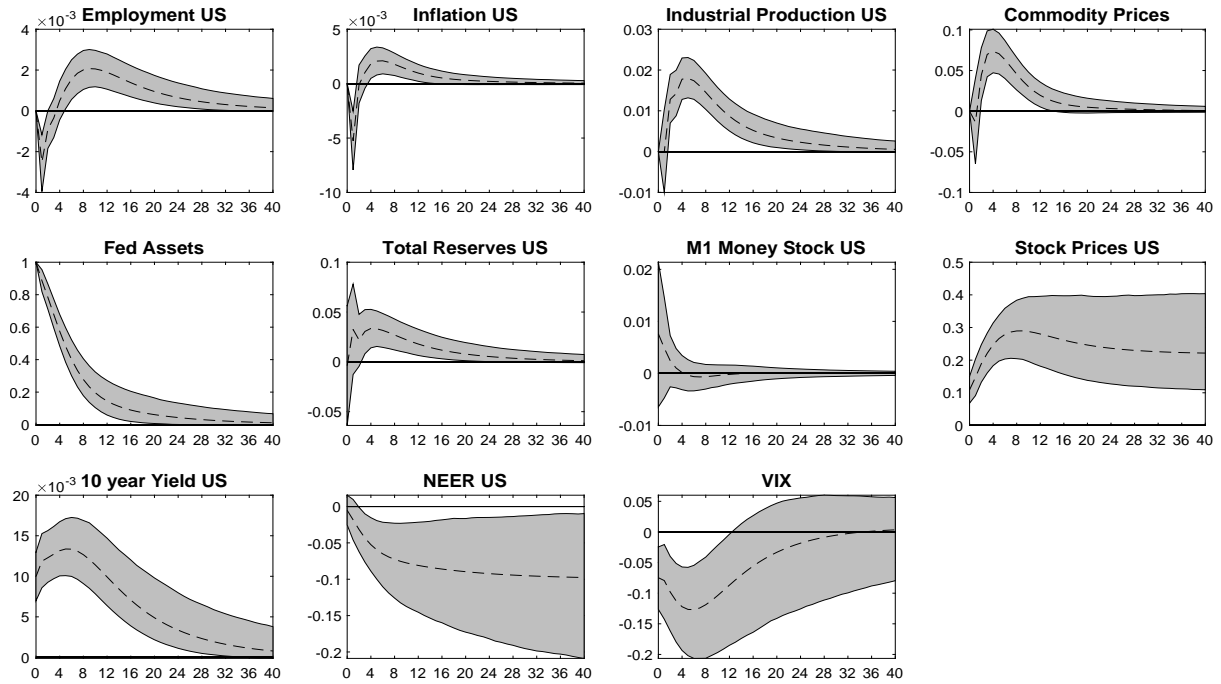 Employment US
×10-3
4
2
0
-2
-4
0 4 8 12 16 20 24 28 32 36 40
Inflation US
×10-3
5
0
-5
-10
0 4 8 12 16 20 24 28 32 36 40
Industrial Production US
0.03
0.02
0.01
0
-0.01
0 4 8 12 16 20 24 28 32 36 40
Commodity Prices
0.1
0.05
0
-0.05
-0.1
0 4 8 12 16 20 24 28 32 36 40
Fed Assets
1
0.8
0.6
0.4
0.2
0
0 4 8 12 16 20 24 28 32 36 40
Total Reserves US
0.1
0.05
0
-0.05
0 4 8 12 16 20 24 28 32 36 40
M1 Money Stock US
0.02
0.01
0
-0.01
0 4 8 12 16 20 24 28 32 36 40
Stock Prices US
0.5
0.4
0.3
0.2
0.1
0
0 4 8 12 16 20 24 28 32 36 40
10 year Yield US
×10-3
20
15
10
5
0
0 4 8 12 16 20 24 28 32 36 40
NEER US
0
-0.05
-0.1
-0.15
-0.2
0 4 8 12 16 20 24 28 32 36 40
VIX
0.05
0
-0.05
-0.1
-0.15
-0.2
0 4 8 12 16 20 24 28 32 36 40